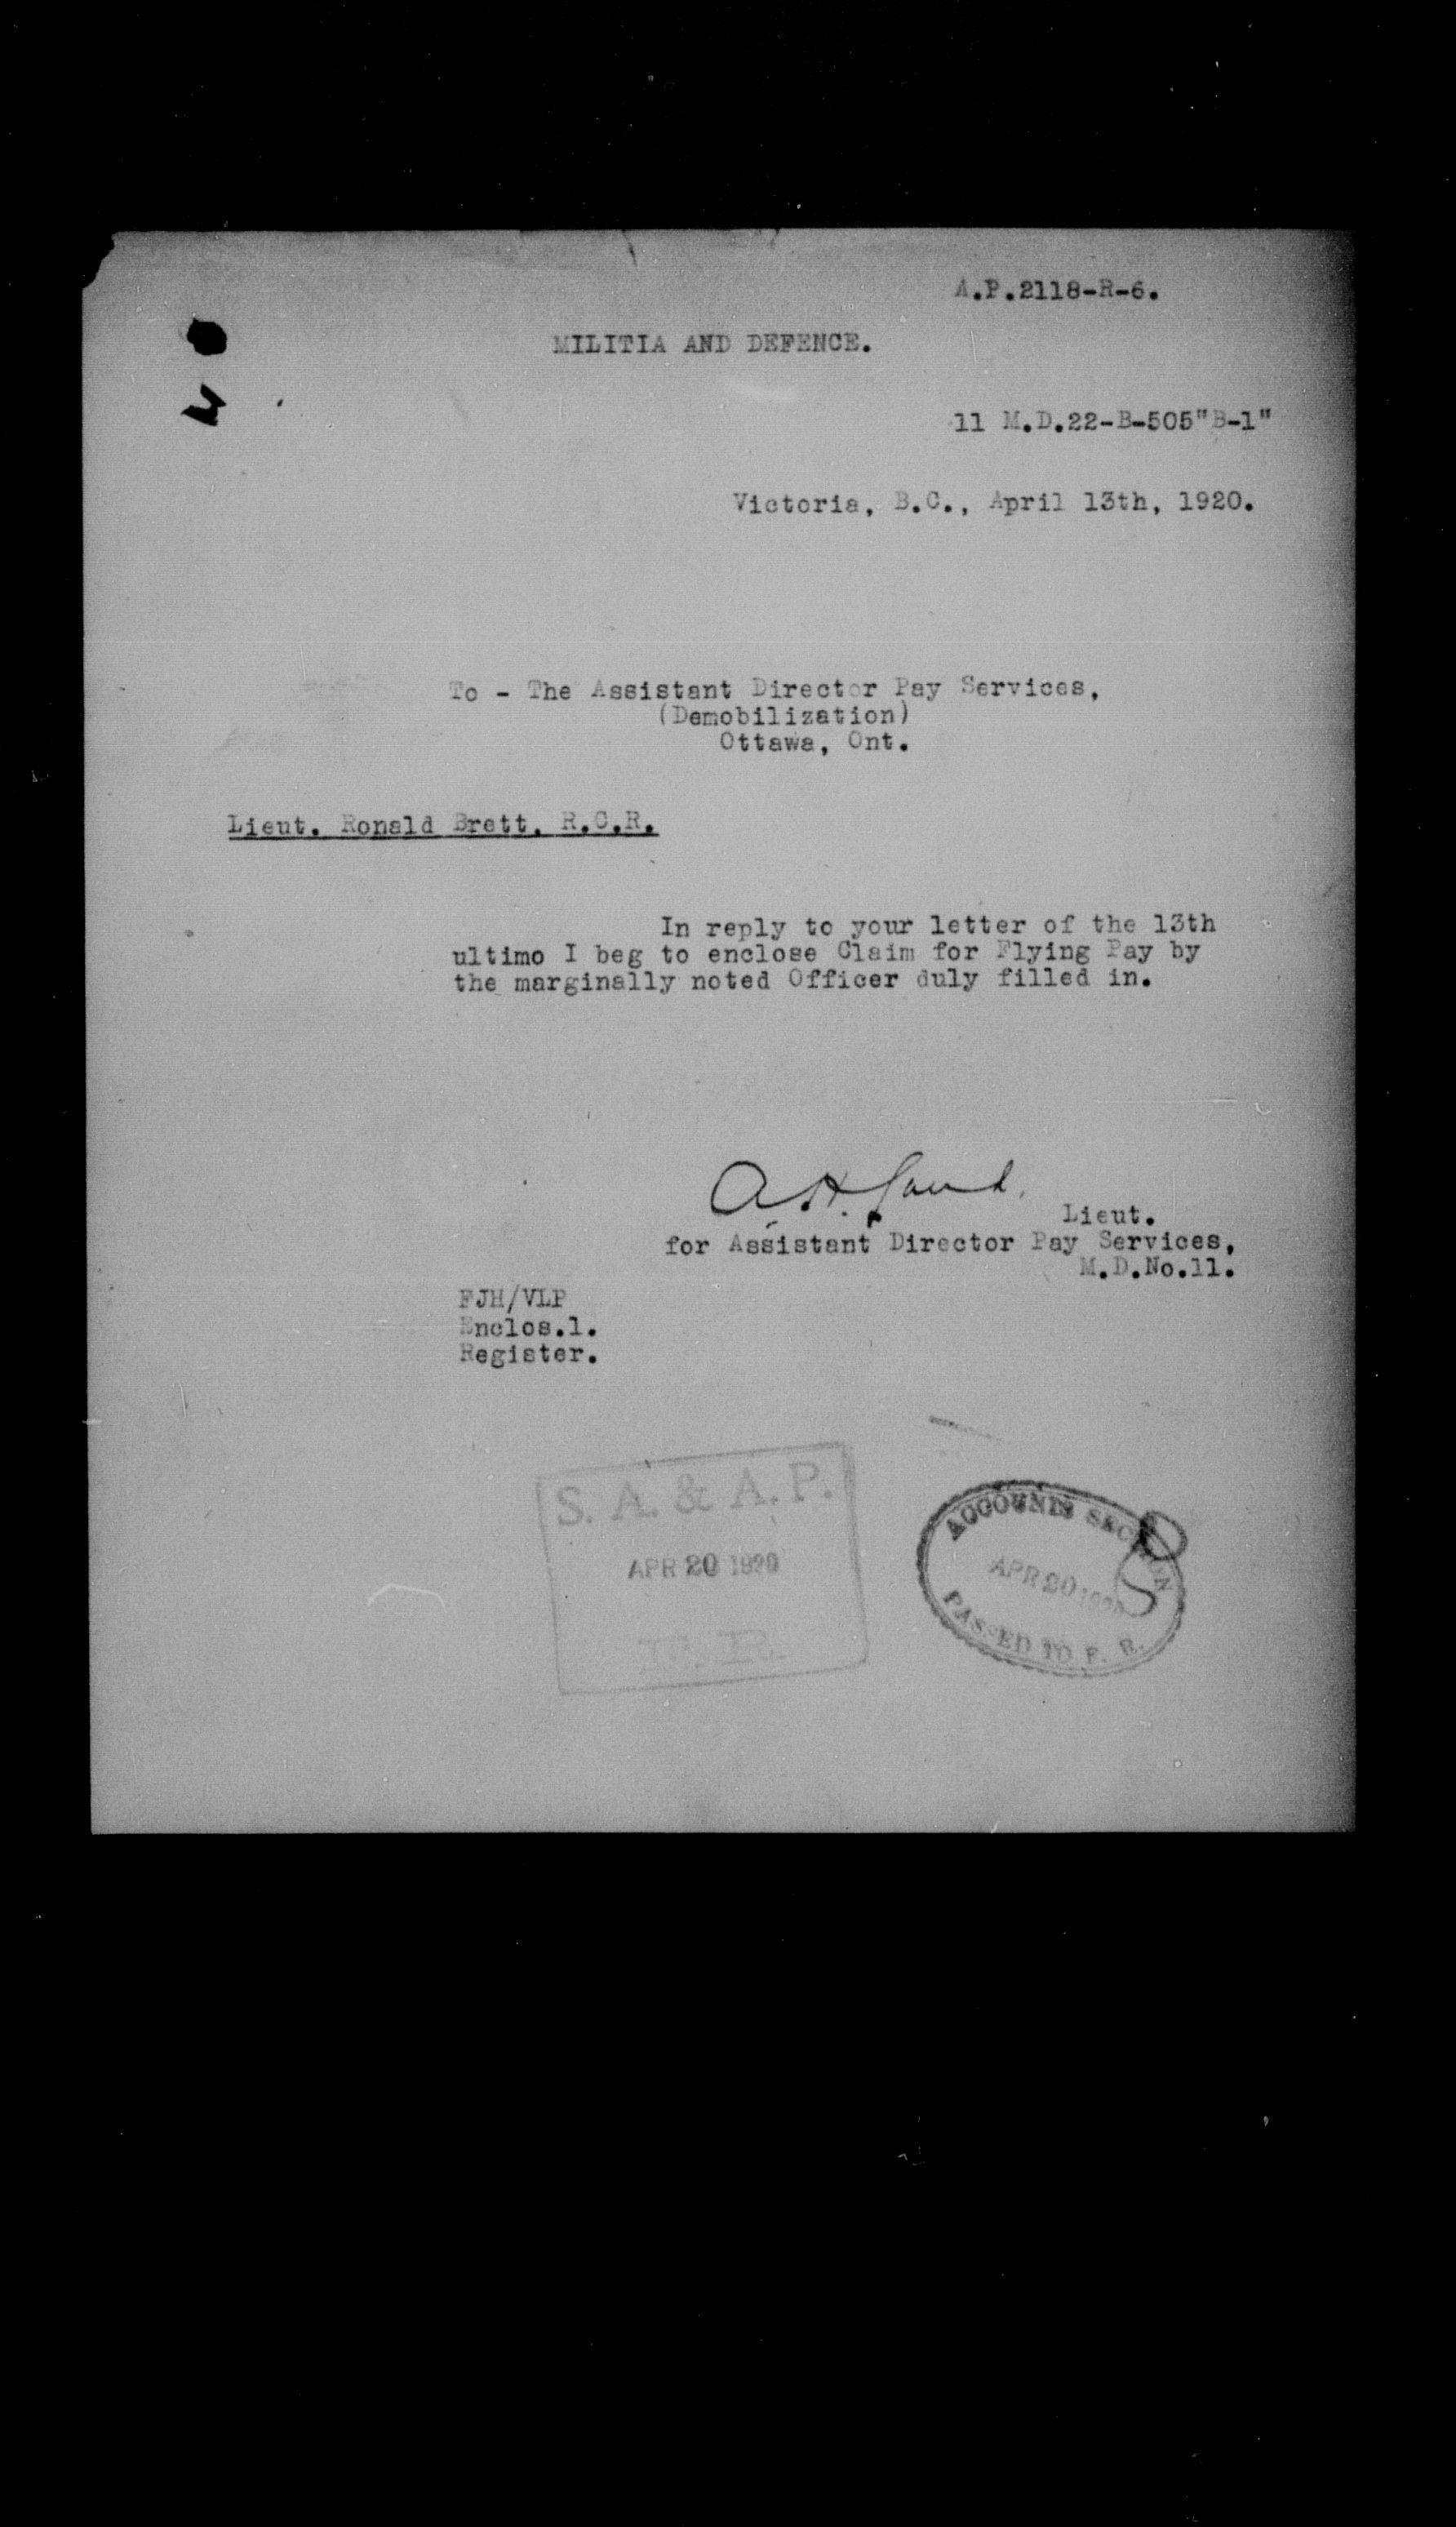 A.P.2118-R-6.
MILITIA AND DEFENCE.
11 M.D.22-B-505"B-1"
Victoria, B.C., April 13th, 1920.
To - The Assistant Director Pay Services,
(Demobilization)
Ottawa, Ont.
Lieut. Ronald Brett, R.C.R.
In reply to your letter of the 13th
ultimo I beg to enclose Claim for Flying Pay by
the marginally noted Officer duly filled in.
A.H.
Lieut.
for Assistant Director Pay Services,
M.D.No.11.
FJH/VLP
Enclos.1.
Register.
S. A. & A. P.
APR 20 1920
ACCOUNTS SECTION
APR 20 1920
PASSED TO F. R.